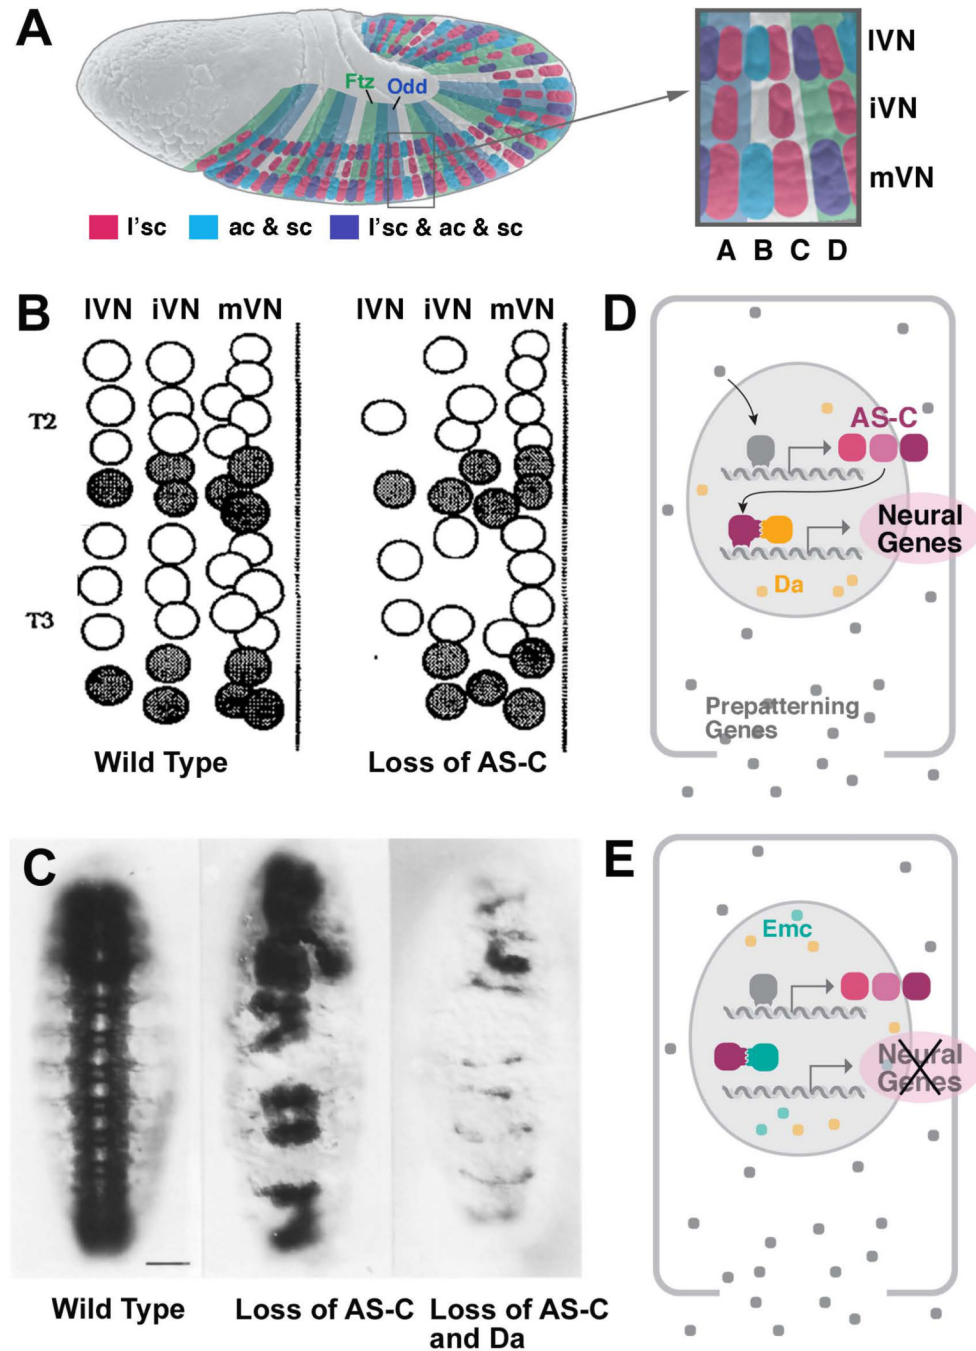 A
Ftz
Odd
l'sc
ac & sc
l'sc & ac & sc
lVN
iVN
mVN
A B C D
B
lVN iVN mVN
lVN iVN mVN
T2
T3
Wild Type
Loss of AS-C
C
Wild Type
Loss of AS-C
Loss of AS-C
and Da
D
AS-C
Neural
Genes
Da
Prepatterning
Genes
E
Emc
Neural
Genes